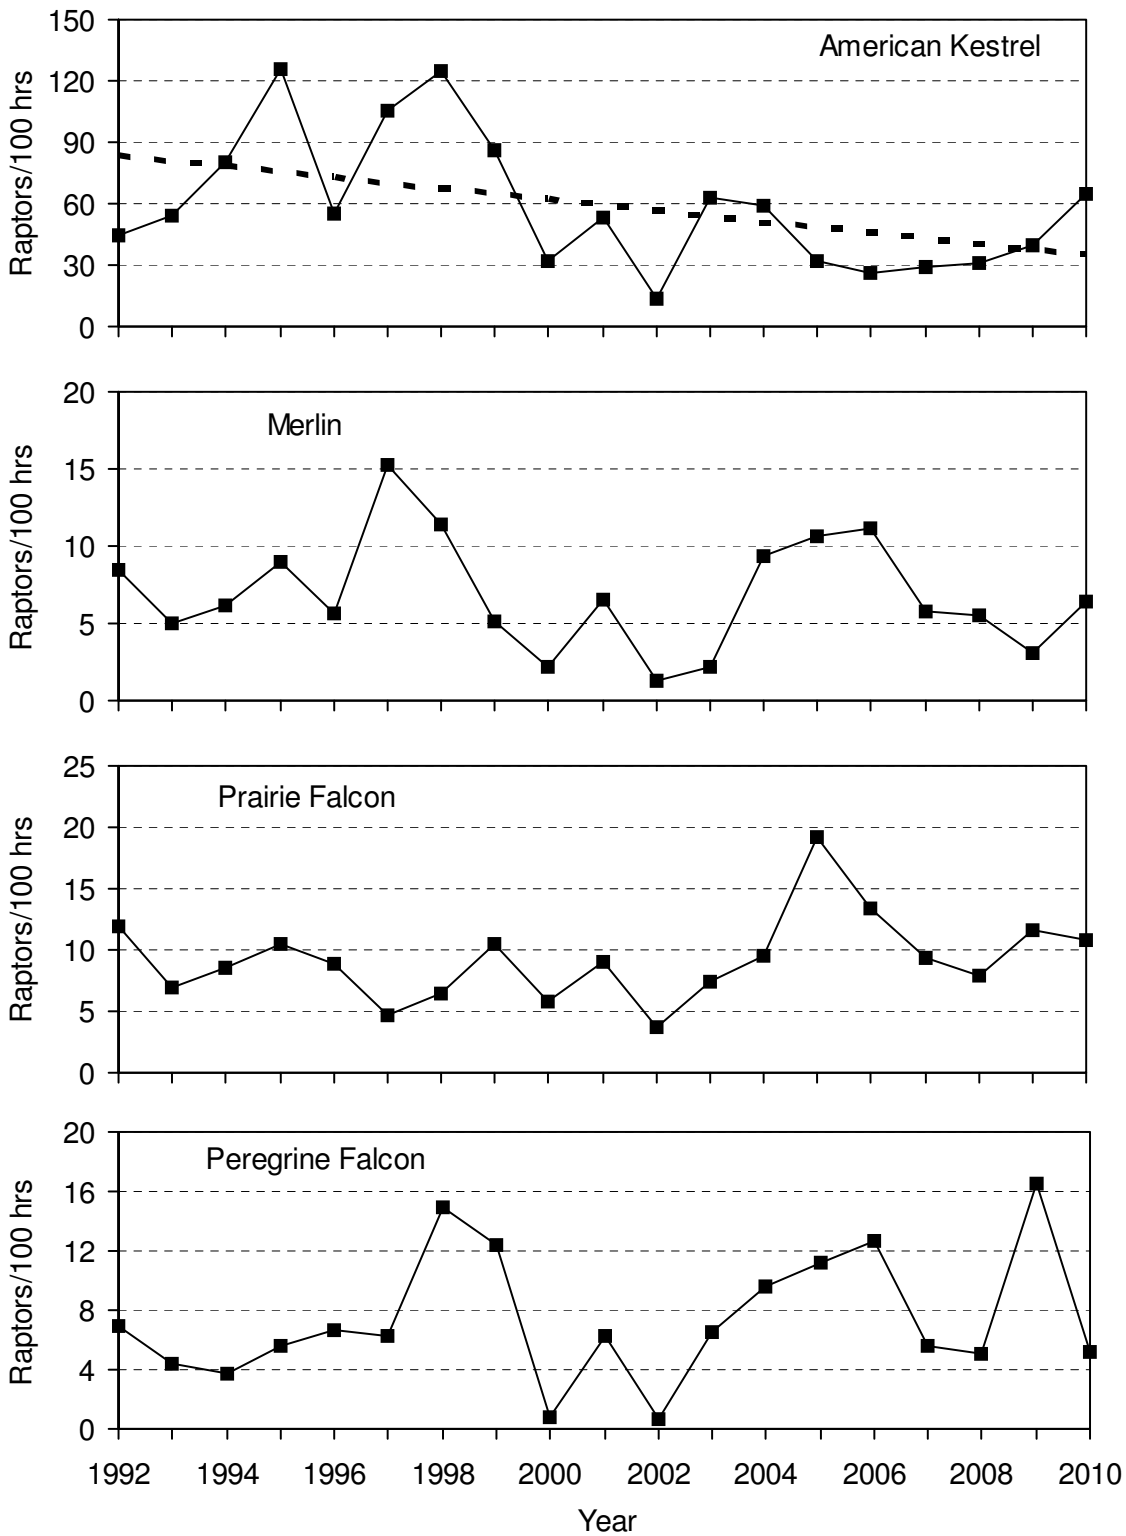 American Kestrel
Raptors/100 hrs
150
120
90
60
30
0
Merlin
Raptors/100 hrs
20
15
10
5
0
Prairie Falcon
Raptors/100 hrs
25
20
15
10
5
0
Peregrine Falcon
Raptors/100 hrs
20
16
12
8
4
0
1992 1994 1996 1998 2000 2002 2004 2006 2008 2010
Year